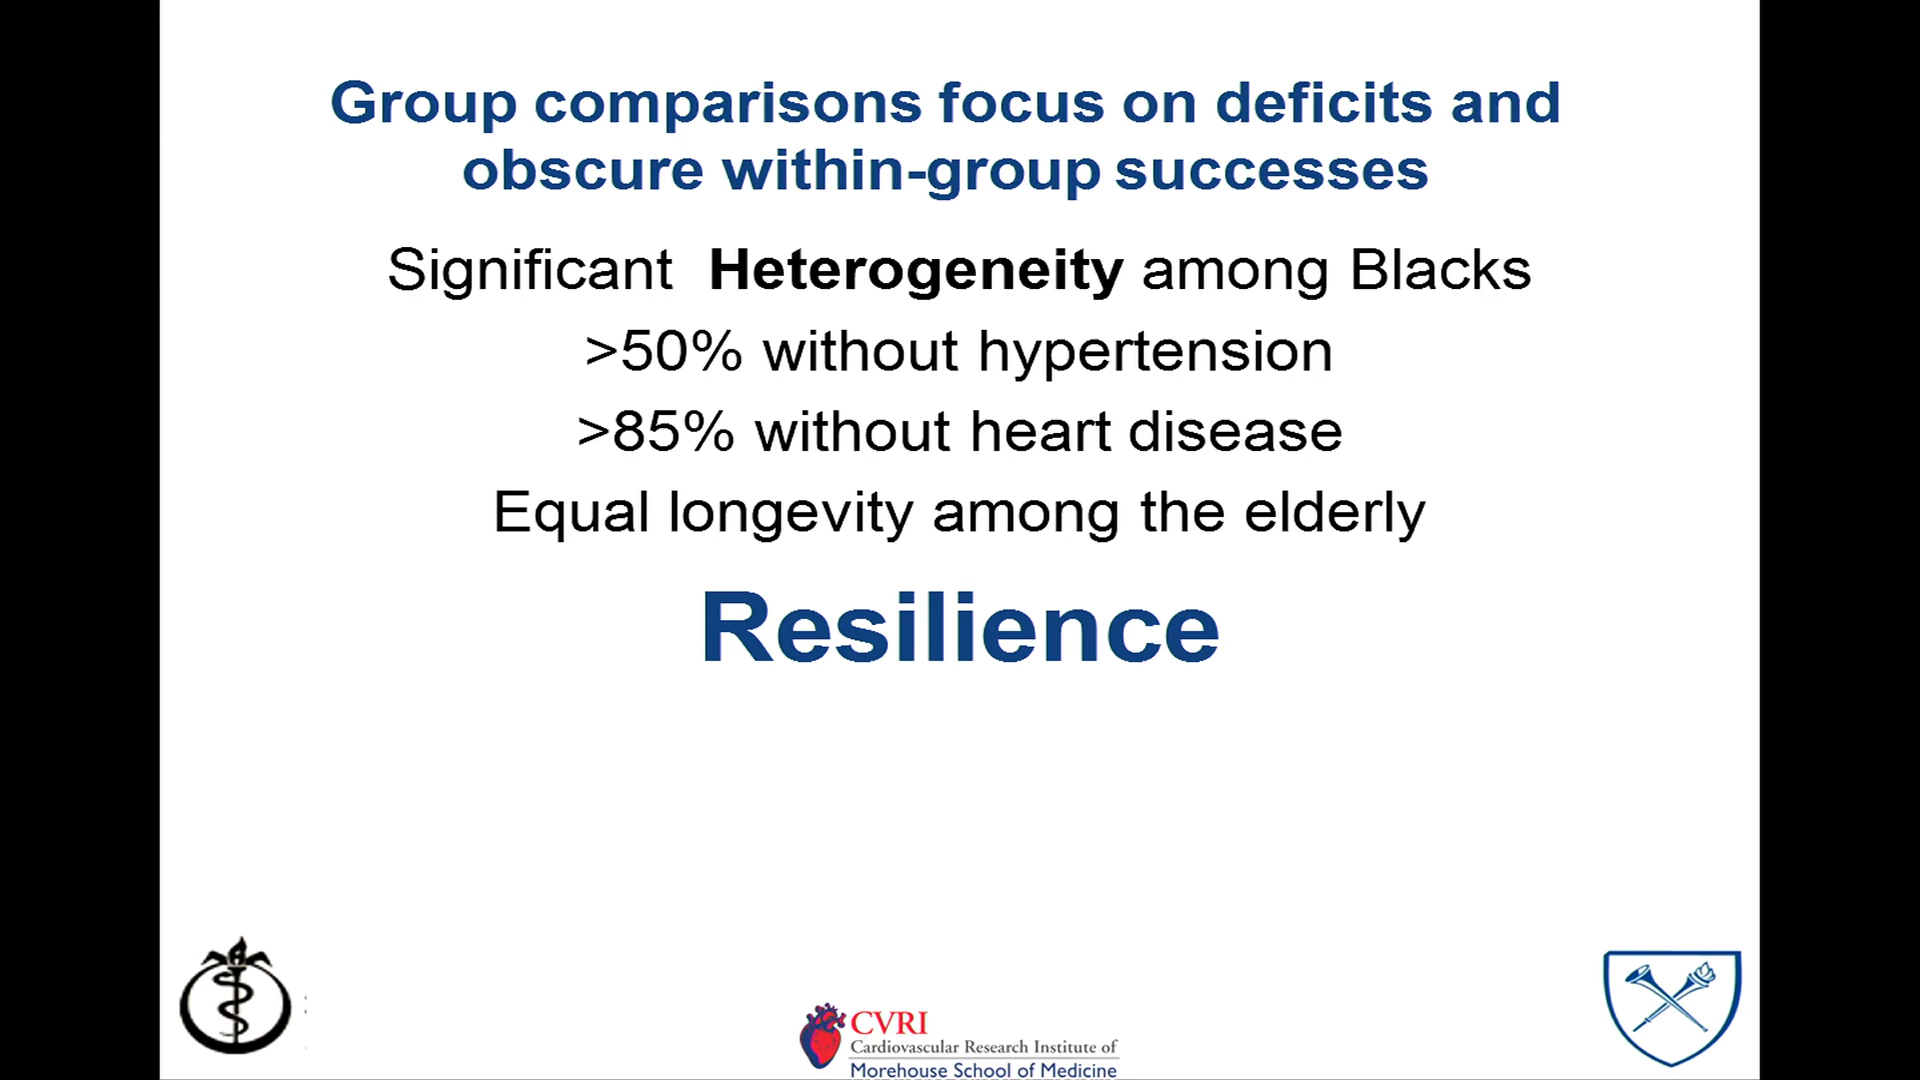 Group comparisons focus on deficits and
obscure within-group successes
Significant Heterogeneity among Blacks
>50% without hypertension
>85% without heart disease
Equal longevity among the elderly
Resilience
CVRI
Cardiovascular Research Institute of
Morehouse School of Medicine